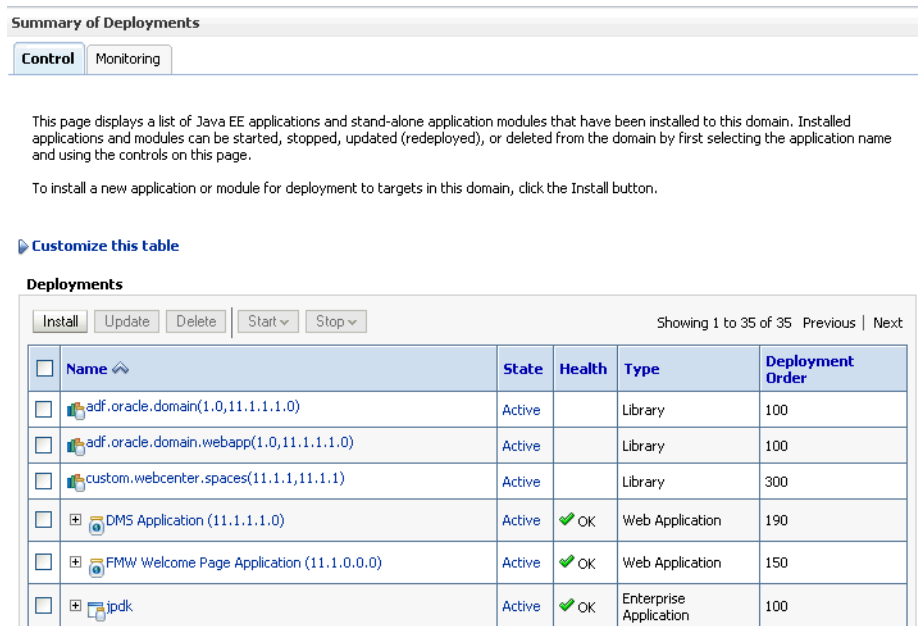 Summary of Deployments
Control Monitoring
This page displays a list of Java EE applications and stand-alone application modules that have been installed to this domain. Installed
applications and modules can be started, stopped, updated (redeployed), or deleted from the domain by first selecting the application name
and using the controls on this page.
To install a new application or module for deployment to targets in this domain, click the Install button.
Customize this table
Deployments
Install Update Delete Start Stop Showing 1 to 35 of 35 Previous | Next
Name State Health Type Deployment
Order
adf.oracle.domain(1.0,11.1.1.1.0) Active Library 100
adf.oracle.domain.webapp(1.0,11.1.1.1.0) Active Library 100
custom.webcenter.spaces(11.1.1,11.1.1) Active Library 300
DMS Application (11.1.1.1.0) Active OK Web Application 190
FMW Welcome Page Application (11.1.0.0.0) Active OK Web Application 150
jpdk Active OK Enterprise
Application 100